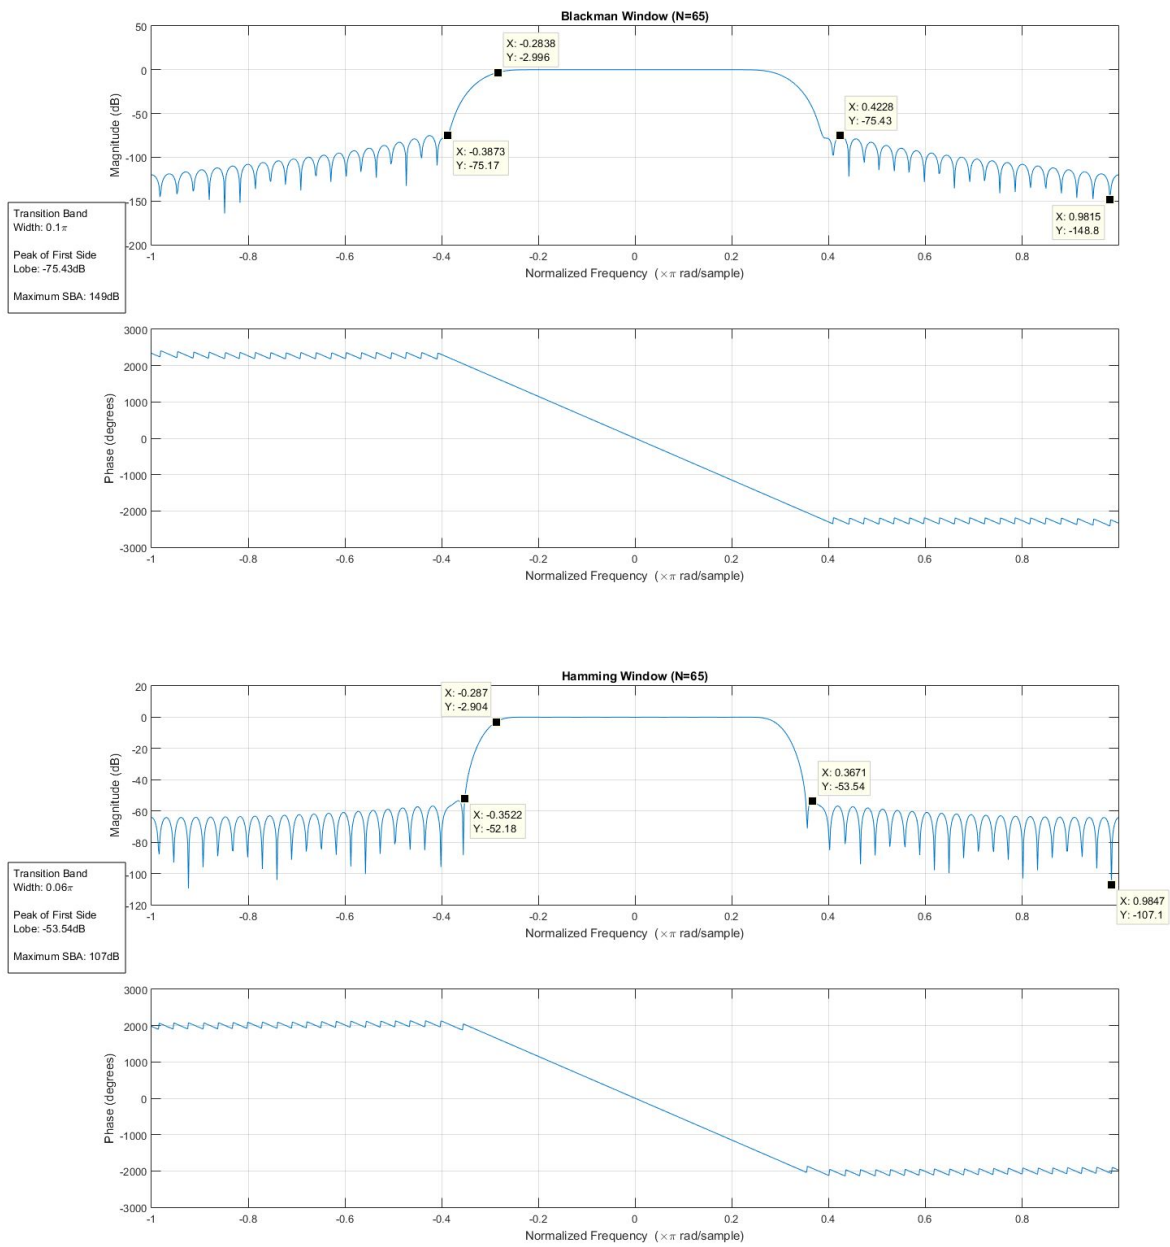 Blackman Window (N=65)
50
0
-50
-100
-150
-200
Magnitude (dB)
X: -0.2838
Y: -2.996
X: -0.3873
Y: -75.17
X: 0.4228
Y: -75.43
X: 0.9815
Y: -148.8
-1
-0.8
-0.6
-0.4
-0.2
0
0.2
0.4
0.6
0.8
Normalized Frequency (×π rad/sample)
Transition Band
Width: 0.1π
Peak of First Side
Lobe: -75.43dB
Maximum SBA: 149dB
3000
2000
1000
0
-1000
-2000
-3000
Phase (degrees)
-1
-0.8
-0.6
-0.4
-0.2
0
0.2
0.4
0.6
0.8
Normalized Frequency (×π rad/sample)
Hamming Window (N=65)
20
0
-20
-40
-60
-80
-100
-120
Magnitude (dB)
X: -0.287
Y: -2.904
X: -0.3522
Y: -52.18
X: 0.3671
Y: -53.54
X: 0.9847
Y: -107.1
-1
-0.8
-0.6
-0.4
-0.2
0
0.2
0.4
0.6
0.8
Normalized Frequency (×π rad/sample)
Transition Band
Width: 0.06π
Peak of First Side
Lobe: -53.54dB
Maximum SBA: 107dB
3000
2000
1000
0
-1000
-2000
-3000
Phase (degrees)
-1
-0.8
-0.6
-0.4
-0.2
0
0.2
0.4
0.6
0.8
Normalized Frequency (×π rad/sample)